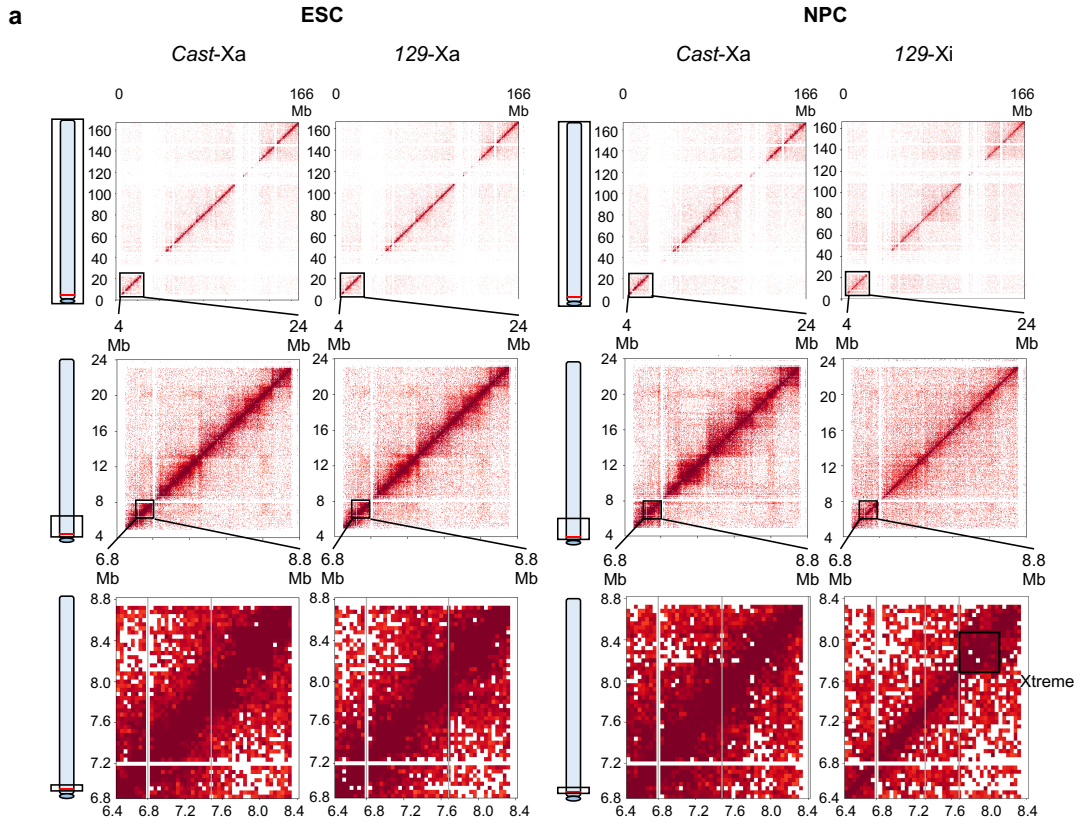 a
ESC NPC
Cast-Xa 129-Xa Cast-Xa 129-Xi
0 166 0 166 0 166 0 166
Mb Mb Mb Mb
160 160 160 160
140 140 140 140
120 120 120 120
100 100 100 100
80 80 80 80
60 60 60 60
40 40 40 40
20 20 20 20
0 0 0 0
4 24 4 24 4 24 4 24
Mb Mb Mb Mb Mb Mb Mb Mb
24 24 24 24
20 20 20 20
16 16 16 16
12 12 12 12
8 8 8 8
4 4 4 4
6.8 8.8 6.8 8.8 6.8 8.8 6.8 8.8
Mb Mb Mb Mb Mb Mb Mb Mb
8.8 8.8 8.8 8.4
8.4 8.4 8.4 8.0
8.0 8.0 8.0 7.6
Xtreme
7.6 7.6 7.6 7.2
7.2 7.2 7.2 6.8
6.8 6.8 6.8 6.4
6.4 6.8 7.2 7.6 8.0 8.4 6.4 6.8 7.2 7.6 8.0 8.4 6.4 6.8 7.2 7.6 8.0 8.4 6.4 6.8 7.2 7.6 8.0 8.4